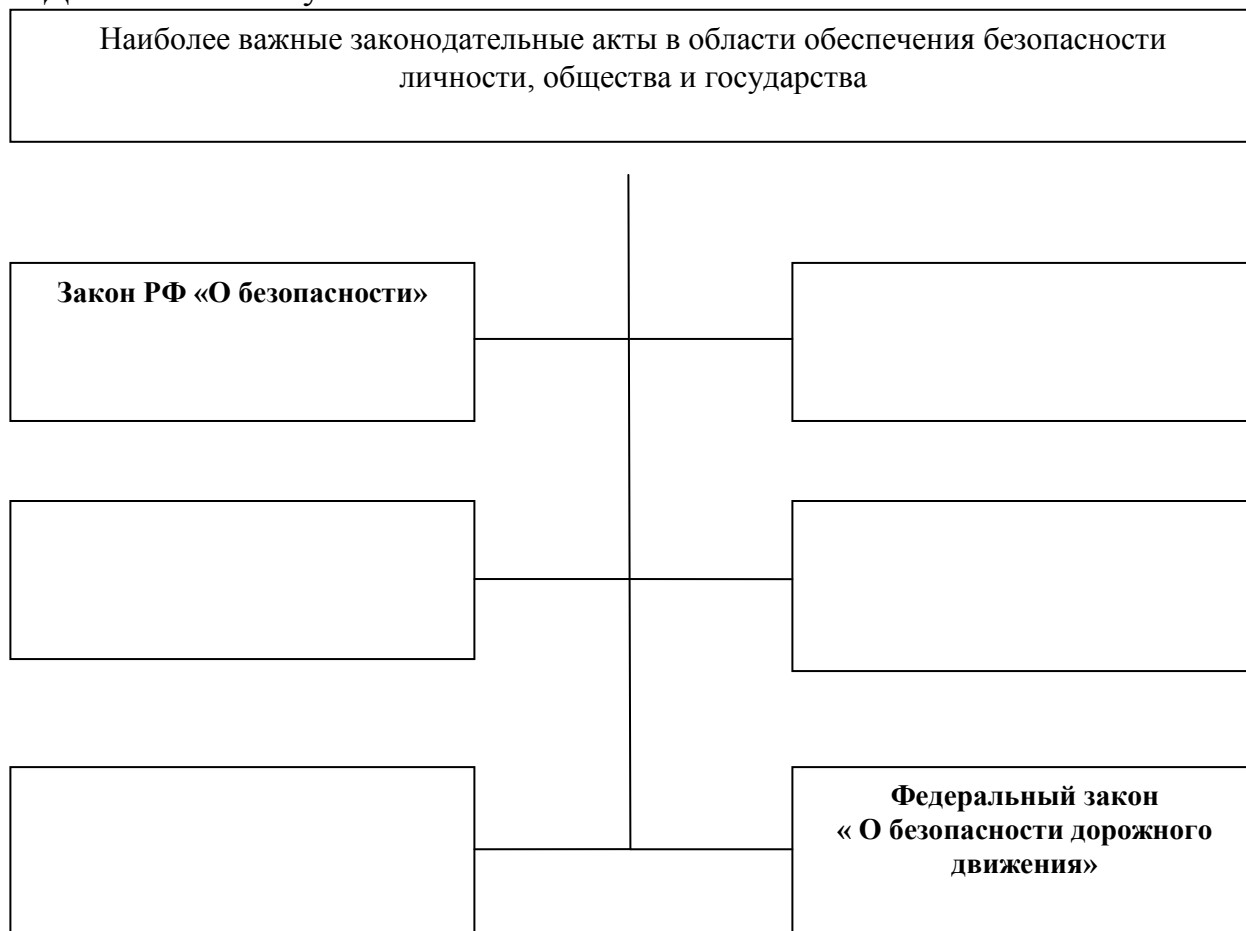 Наиболее важные законодательные акты в области обеспечения безопасности
личности, общества и государства
Закон РФ «О безопасности»
Федеральный закон
« О безопасности дорожного
движения»